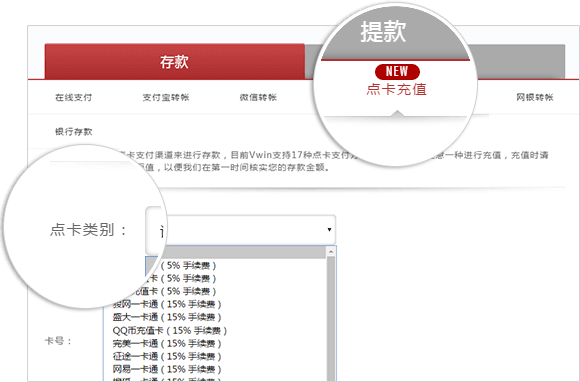 存款
提款
NEW
点卡充值
在线支付 支付宝转帐 微信转帐 网银转帐
银行存款
卡支付渠道来进行存款，目前Vwin支持17种点卡支付方 一种进行充值，充值时请
值，以便我们在第一时间核实您的存款金额。
点卡类别：
（5% 手续费）
卡（5% 手续费）
充值卡（5% 手续费）
搜狐一卡通（15% 手续费）
盛大一卡通（15% 手续费）
QQ币充值卡（15% 手续费）
完美一卡通（15% 手续费）
征途一卡通（15% 手续费）
网易一卡通（15% 手续费）
卡号：